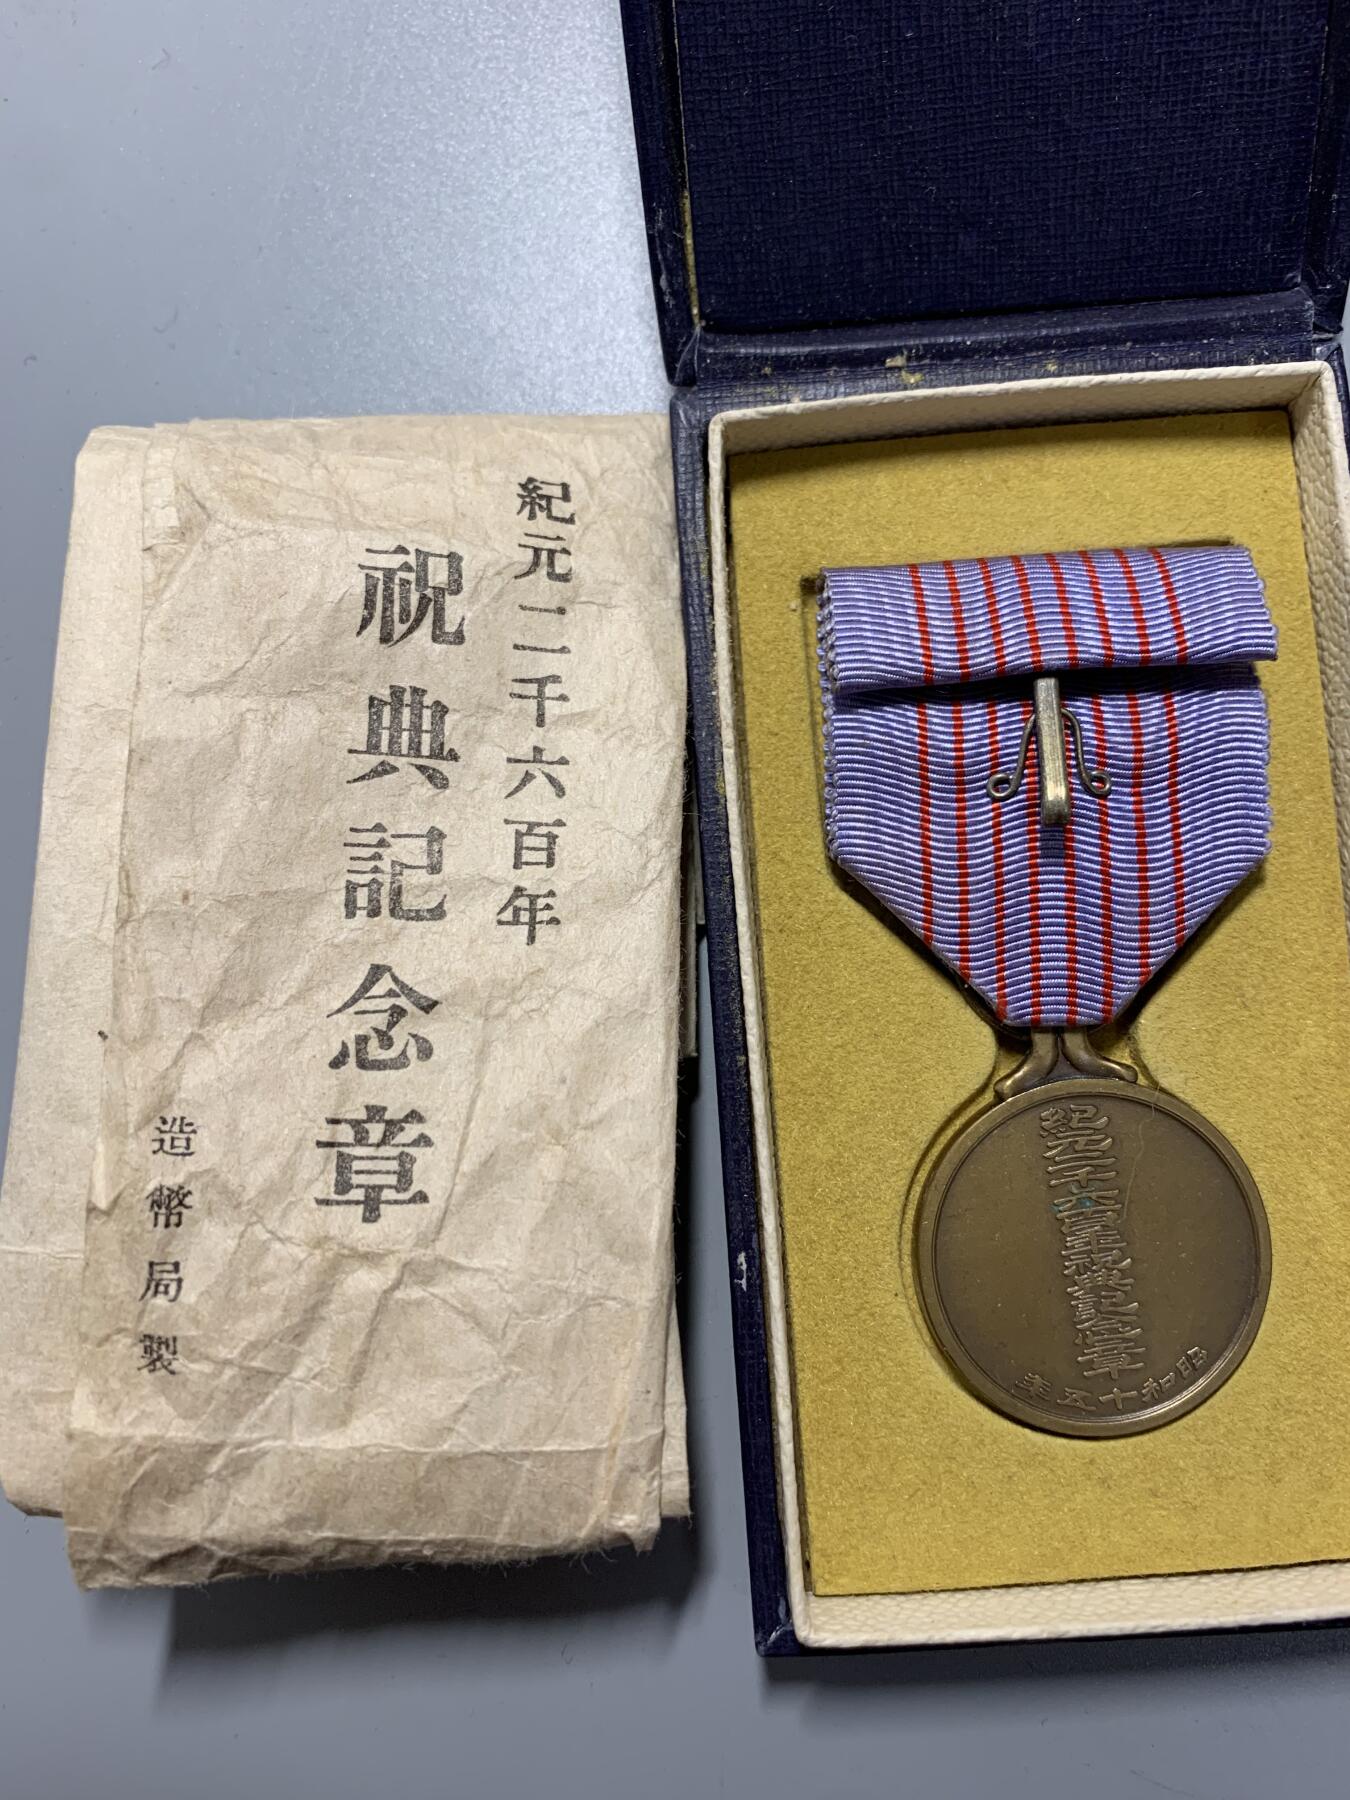 紀元二千六百年
祝典記念章
造幣局製
紀元二千六百年祝典記念章
昭和十五年